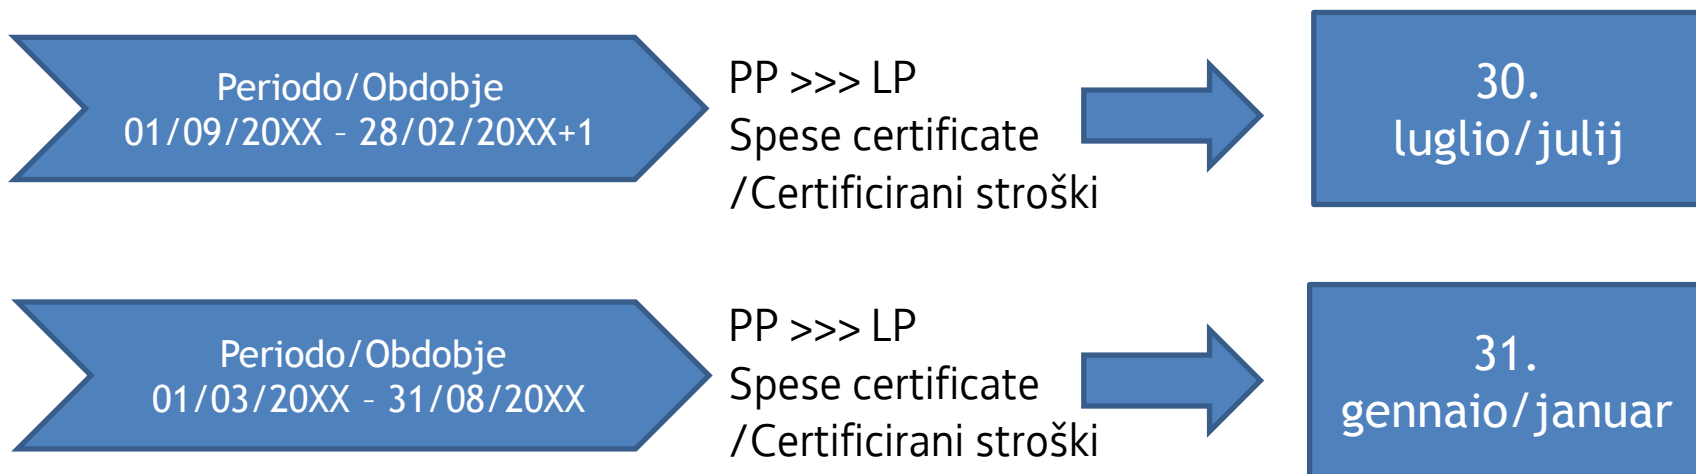 Periodo/Obdobje
01/09/20XX – 28/02/20XX+1
PP >>> LP
Spese certificate
/Certificirani stroški
30.
luglio/julij
Periodo/Obdobje
01/03/20XX – 31/08/20XX
PP >>> LP
Spese certificate
/Certificirani stroški
31.
gennaio/januar